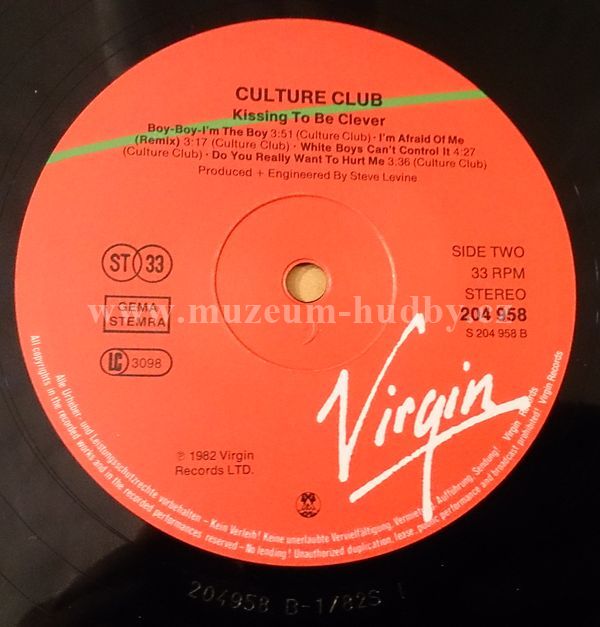 CULTURE CLUB
Kissing To Be Clever
Boy-Boy-I'm The Boy 3:51 (Culture Club) · I'm Afraid Of Me
(Remix) 3:17 (Culture Club) · White Boys Can't Control It 4:27
(Culture Club) · Do You Really Want To Hurt Me 3.36 (Culture Club)
Produced + Engineered By Steve Levine
ST 33
GEMA
STEMRA
LC 3098
SIDE TWO
33 RPM
STEREO
204 958
S 204 958 B
www.muzeum-hudby
Virgin
℗ 1982 Virgin
Records LTD.
Alle Urheber- und Leistungsschutzrechte vorbehalten – Kein Verleih! Keine unerlaubte Vervielfältigung, Aufführung, Sendung! Virgin Records
All copyrights in the recorded works and in the recorded performances reserved – No lending! Unauthorized duplication, lease, public performance and broadcast prohibited! Virgin Records
204958 B-1/82S